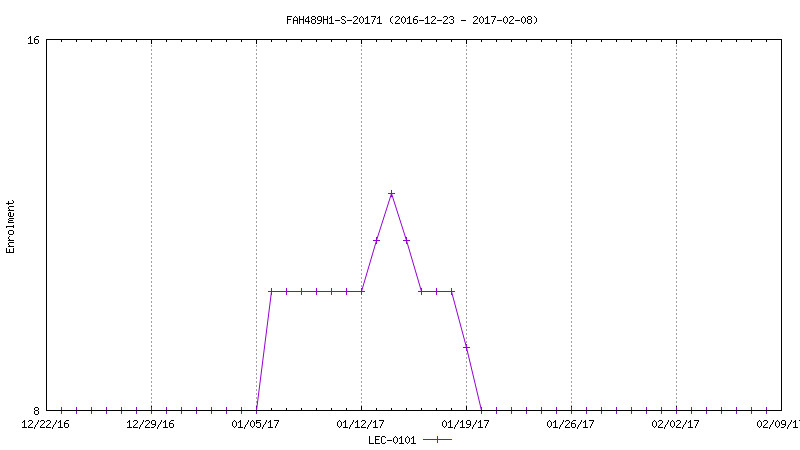 FAH489H1-S-20171 (2016-12-23 - 2017-02-08)
16
Enrolment
8
12/22/16 12/29/16 01/05/17 01/12/17 01/19/17 01/26/17 02/02/17 02/09/1
LEC-0101